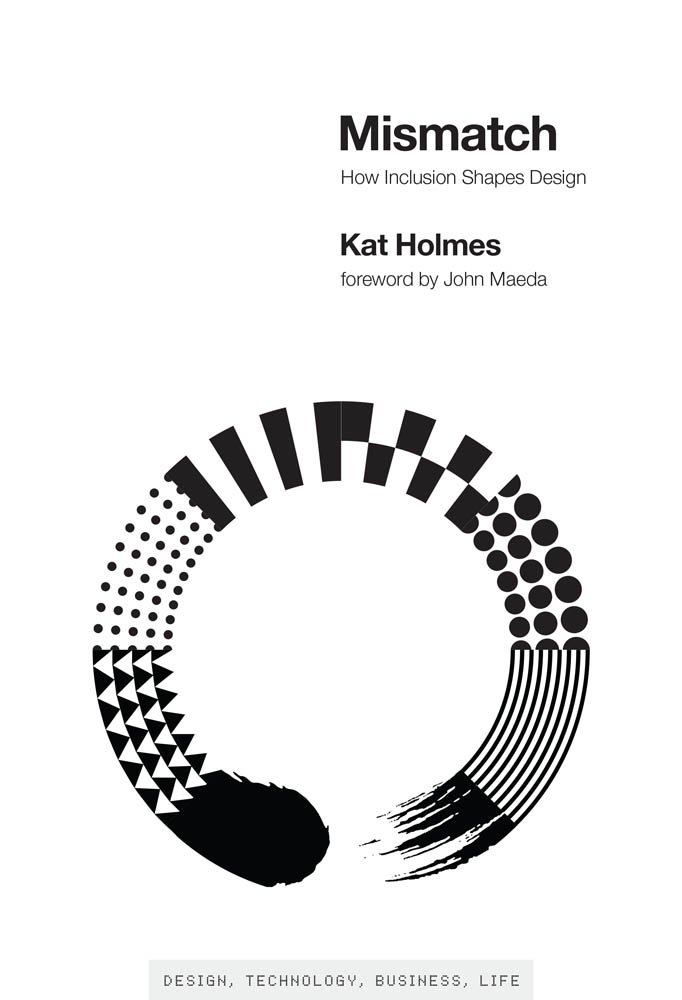 Mismatch
How Inclusion Shapes Design
Kat Holmes
foreword by John Maeda
DESIGN, TECHNOLOGY, BUSINESS, LIFE